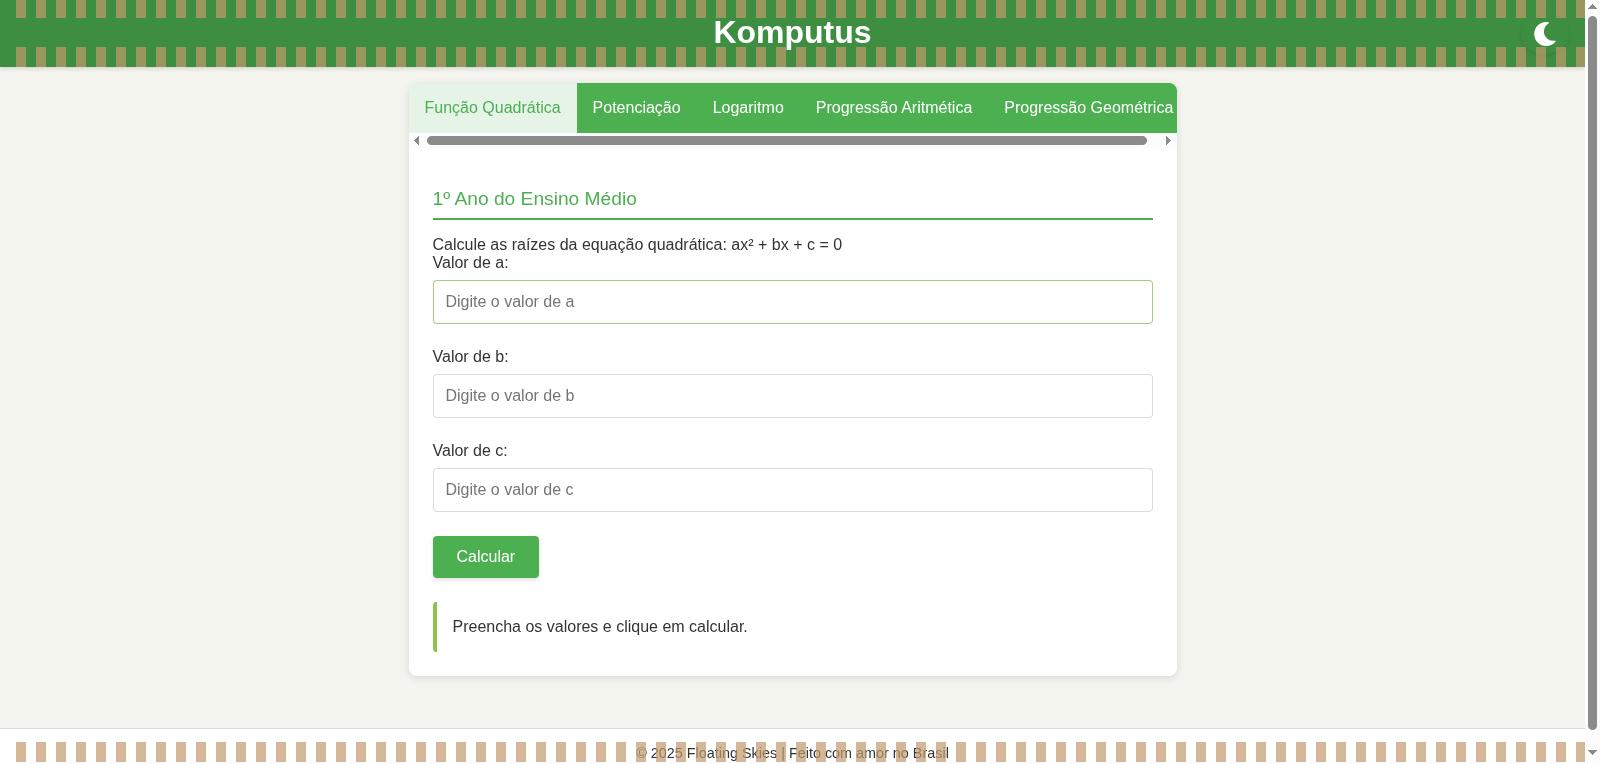 Komputus
Função Quadrática Potenciação Logaritmo Progressão Aritmética Progressão Geométrica
1º Ano do Ensino Médio
Calcule as raízes da equação quadrática: ax² + bx + c = 0
Valor de a:
Digite o valor de a
Valor de b:
Digite o valor de b
Valor de c:
Digite o valor de c
Calcular
Preencha os valores e clique em calcular.
© 2025 Floating Skies | Feito com amor no Brasil